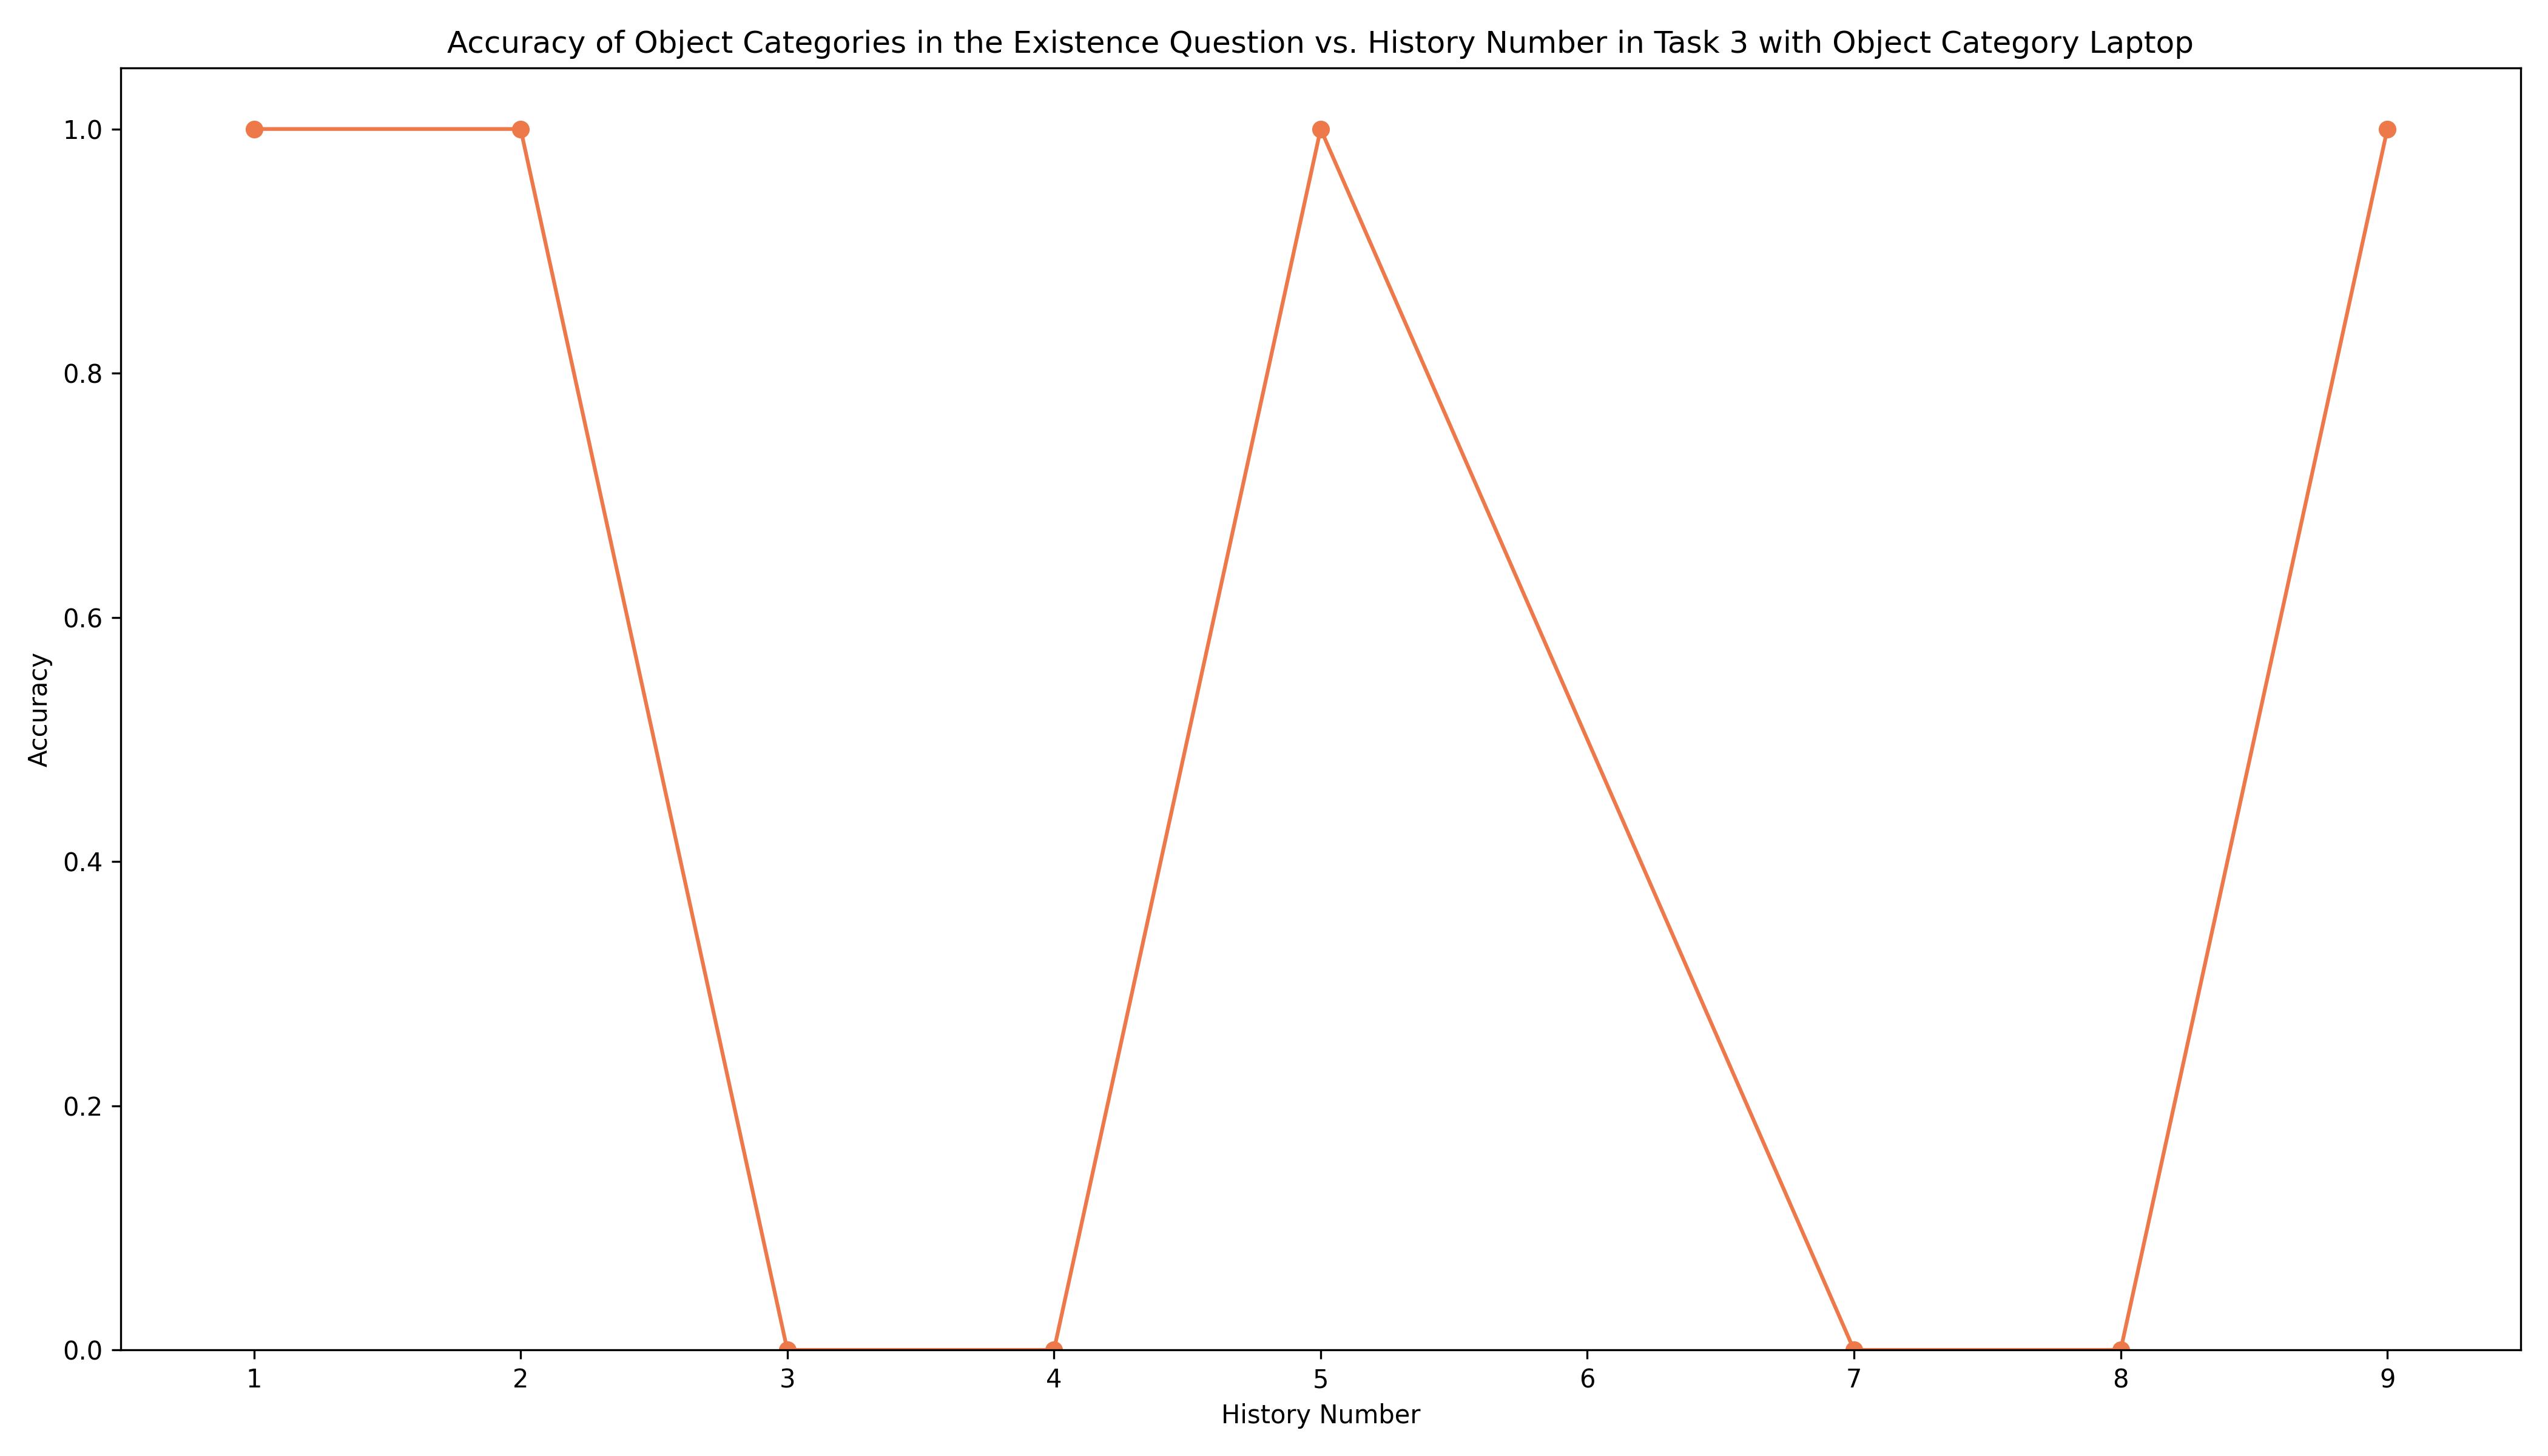 Accuracy of Object Categories in the Existence Question vs. History Number in Task 3 with Object Category Laptop
1.0
0.8
0.6
0.4
0.2
0.0
Accuracy
1 2 3 4 5 6 7 8 9
History Number